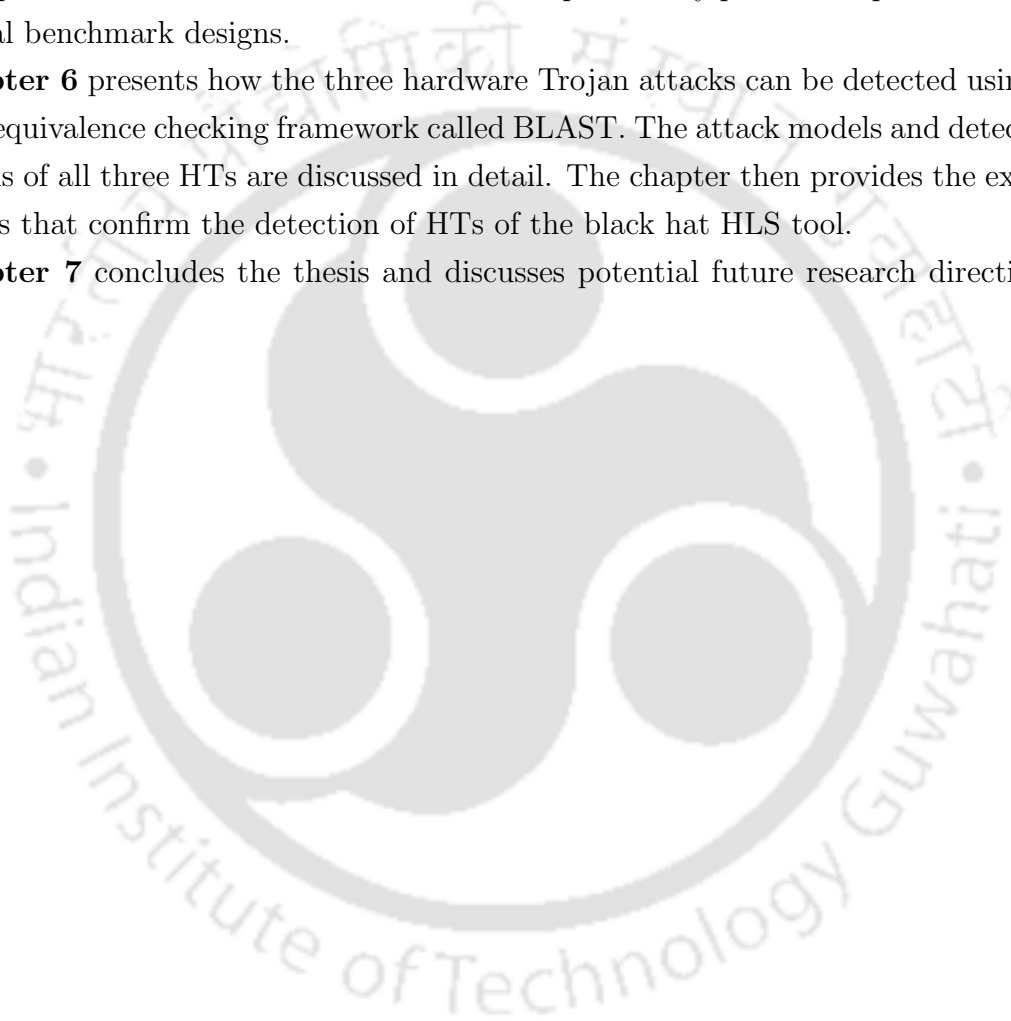 al benchmark designs.
pter 6 presents how the three hardware Trojan attacks can be detected usin
equivalence checking framework called BLAST. The attack models and detec
s of all three HTs are discussed in detail. The chapter then provides the ex
s that confirm the detection of HTs of the black hat HLS tool.
pter 7 concludes the thesis and discusses potential future research directi
Indian Institute of Technology Guwahati